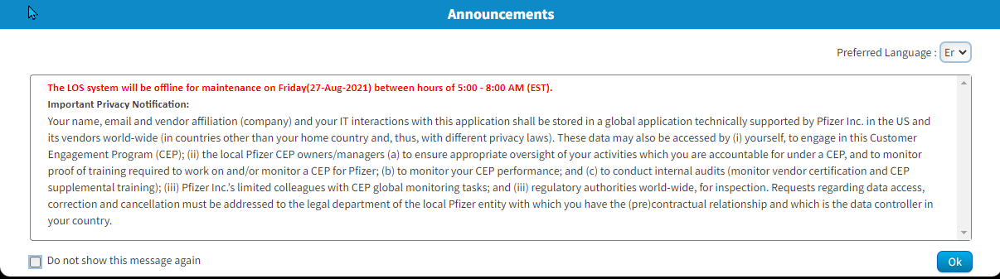 Announcements
Preferred Language : Er
The LOS system will be offline for maintenance on Friday(27-Aug-2021) between hours of 5:00 - 8:00 AM (EST).
Important Privacy Notification:
Your name, email and vendor affiliation (company) and your IT interactions with this application shall be stored in a global application technically supported by Pfizer Inc. in the US and
its vendors world-wide (in countries other than your home country and, thus, with different privacy laws). These data may also be accessed by (i) yourself, to engage in this Customer
Engagement Program (CEP); (ii) the local Pfizer CEP owners/managers (a) to ensure appropriate oversight of your activities which you are accountable for under a CEP, and to monitor
proof of training required to work on and/or monitor a CEP for Pfizer; (b) to monitor your CEP performance; and (c) to conduct internal audits (monitor vendor certification and CEP
supplemental training); (iii) Pfizer Inc.'s limited colleagues with CEP global monitoring tasks; and (iii) regulatory authorities world-wide, for inspection. Requests regarding data access,
correction and cancellation must be addressed to the legal department of the local Pfizer entity with which you have the (pre)contractual relationship and which is the data controller in
your country.
Do not show this message again
Ok